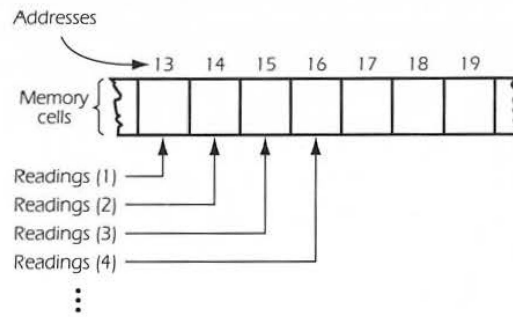 Addresses
13 14 15 16 17 18 19
Memory
cells
Readings (1)
Readings (2)
Readings (3)
Readings (4)